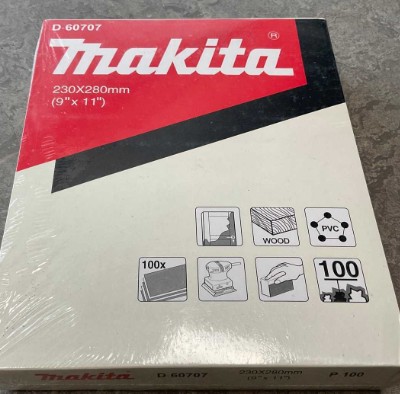 D-60707
Makita®
230X280mm
(9"x 11")
WOOD
PVC
100x
100
Makita D-60707 230X280mm P 100
(9"x 11")